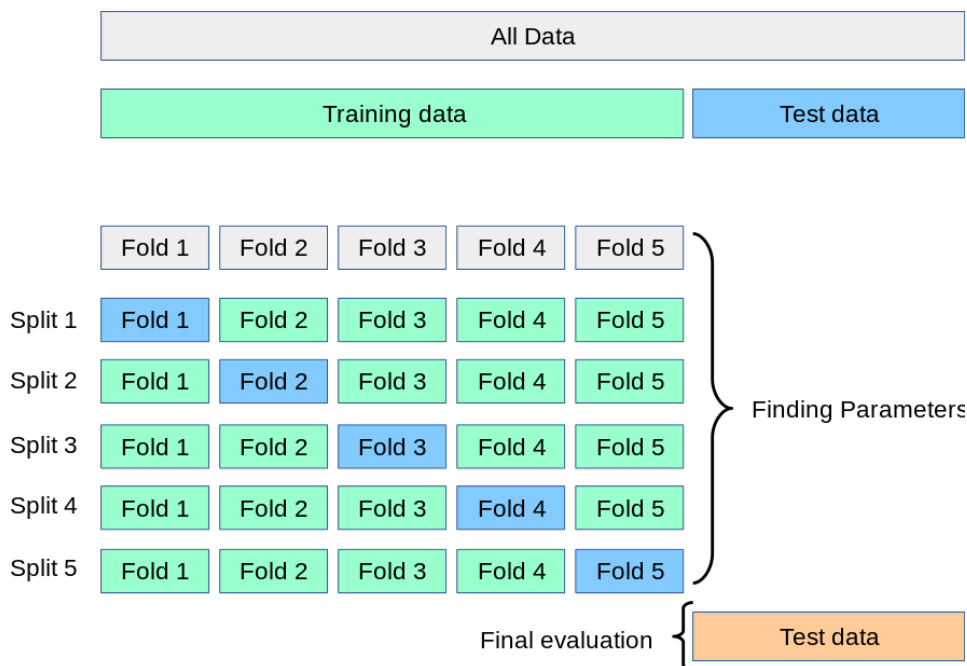 All Data
Training data Test data
Fold 1 Fold 2 Fold 3 Fold 4 Fold 5
Split 1 Fold 1 Fold 2 Fold 3 Fold 4 Fold 5
Split 2 Fold 1 Fold 2 Fold 3 Fold 4 Fold 5
Finding Parameters
Split 3 Fold 1 Fold 2 Fold 3 Fold 4 Fold 5
Split 4 Fold 1 Fold 2 Fold 3 Fold 4 Fold 5
Split 5 Fold 1 Fold 2 Fold 3 Fold 4 Fold 5
Final evaluation Test data